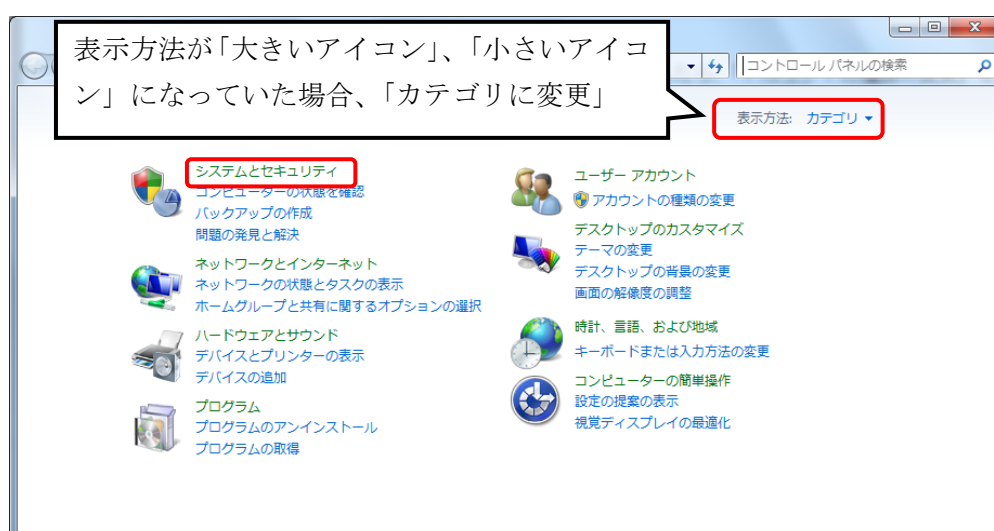 表示方法が「大きいアイコン」、「小さいアイコ
ン」になっていた場合、「カテゴリに変更」
コントロール パネルの検索
表示方法: カテゴリ
システムとセキュリティ
コンピューターの状態を確認
バックアップの作成
問題の発見と解決
ネットワークとインターネット
ネットワークの状態とタスクの表示
ホームグループと共有に関するオプションの選択
ハードウェアとサウンド
デバイスとプリンターの表示
デバイスの追加
プログラム
プログラムのアンインストール
プログラムの取得
ユーザー アカウント
アカウントの種類の変更
デスクトップのカスタマイズ
テーマの変更
デスクトップの背景の変更
画面の解像度の調整
時計、言語、および地域
キーボードまたは入力方法の変更
コンピューターの簡単操作
設定の提案の表示
視覚ディスプレイの最適化